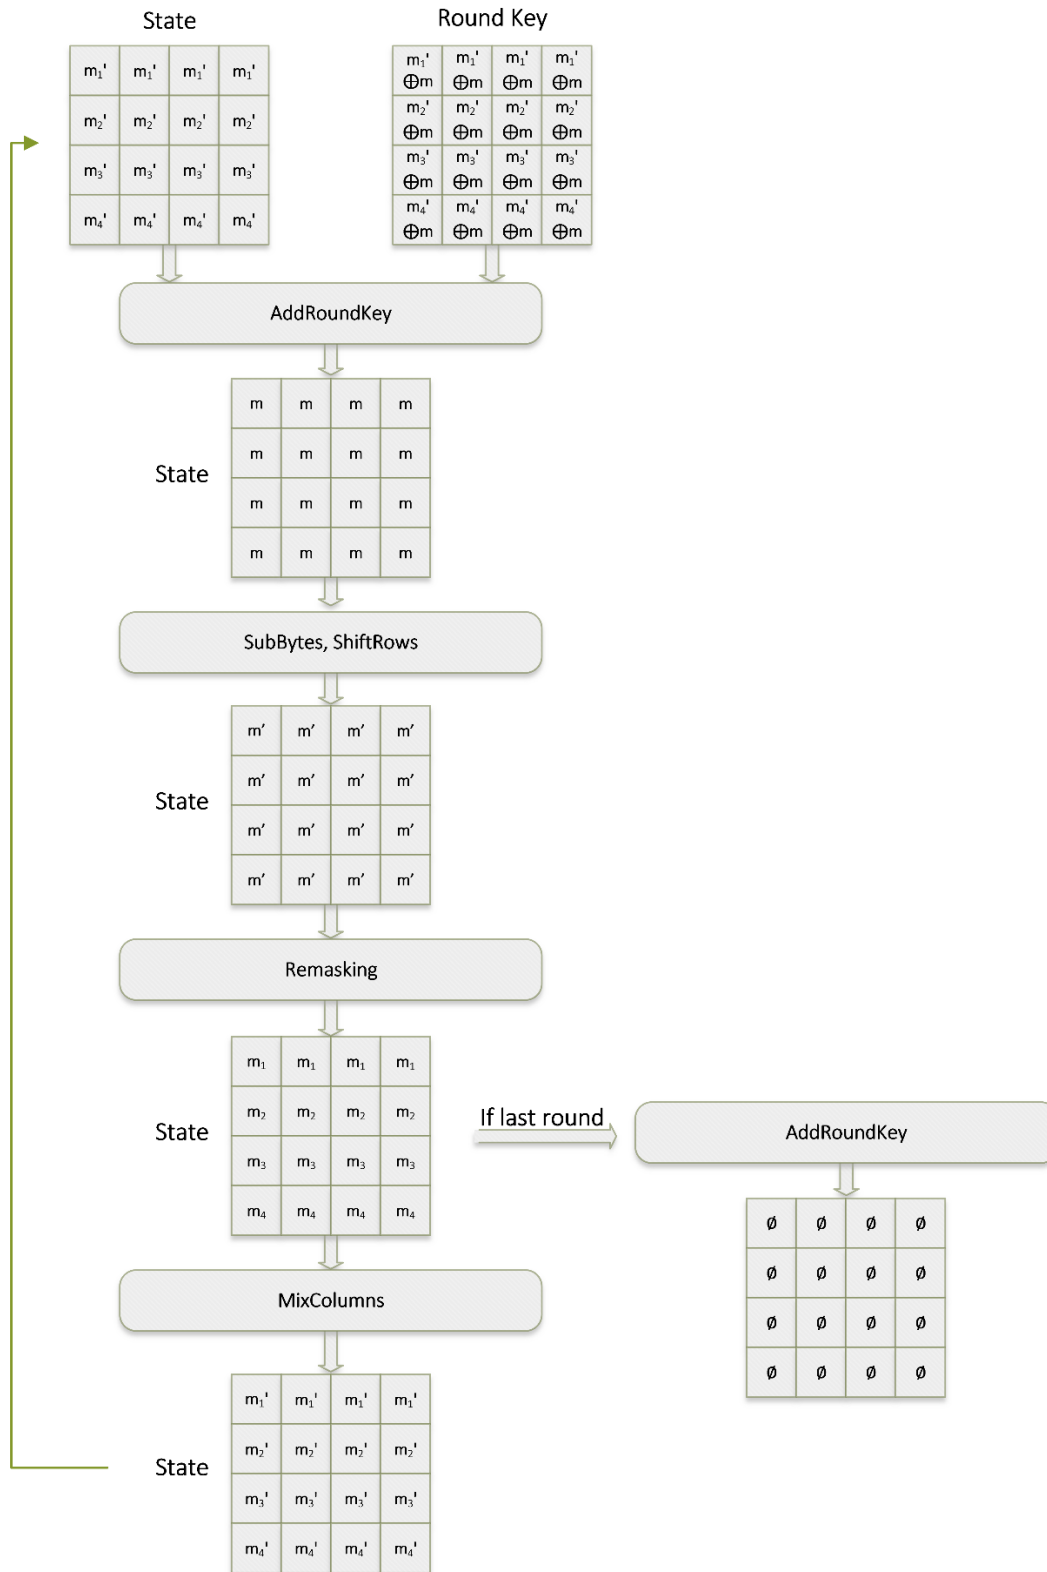 State Round Key
m₁' m₁' m₁' m₁'
m₂' m₂' m₂' m₂'
m₃' m₃' m₃' m₃'
m₄' m₄' m₄' m₄'
m₁' m₁' m₁' m₁'
⊕m ⊕m ⊕m ⊕m
m₂' m₂' m₂' m₂'
⊕m ⊕m ⊕m ⊕m
m₃' m₃' m₃' m₃'
⊕m ⊕m ⊕m ⊕m
m₄' m₄' m₄' m₄'
⊕m ⊕m ⊕m ⊕m
AddRoundKey
State
m m m m
m m m m
m m m m
m m m m
SubBytes, ShiftRows
State
m' m' m' m'
m' m' m' m'
m' m' m' m'
m' m' m' m'
Remasking
State
m₁ m₁ m₁ m₁
m₂ m₂ m₂ m₂
m₃ m₃ m₃ m₃
m₄ m₄ m₄ m₄
If last round
AddRoundKey
Ø Ø Ø Ø
Ø Ø Ø Ø
Ø Ø Ø Ø
Ø Ø Ø Ø
MixColumns
State
m₁' m₁' m₁' m₁'
m₂' m₂' m₂' m₂'
m₃' m₃' m₃' m₃'
m₄' m₄' m₄' m₄'